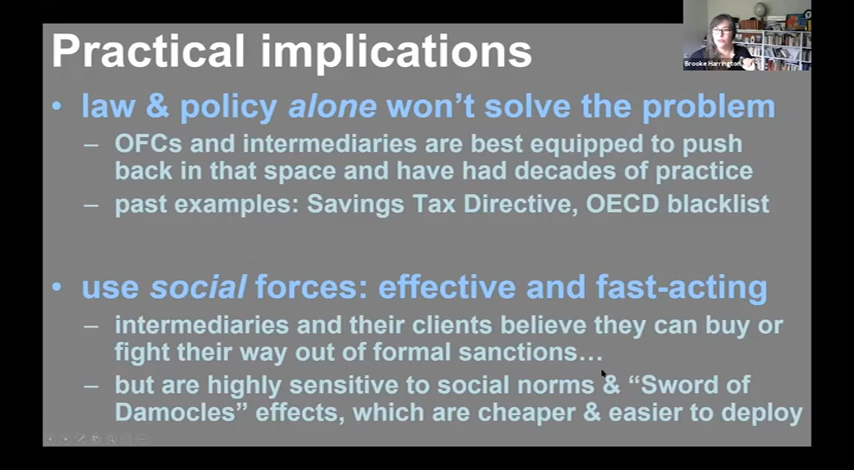 Practical implications
Brooke Harrington
• law & policy alone won't solve the problem
– OFCs and intermediaries are best equipped to push
back in that space and have had decades of practice
– past examples: Savings Tax Directive, OECD blacklist
• use social forces: effective and fast-acting
– intermediaries and their clients believe they can buy or
fight their way out of formal sanctions…
– but are highly sensitive to social norms & “Sword of
Damocles” effects, which are cheaper & easier to deploy